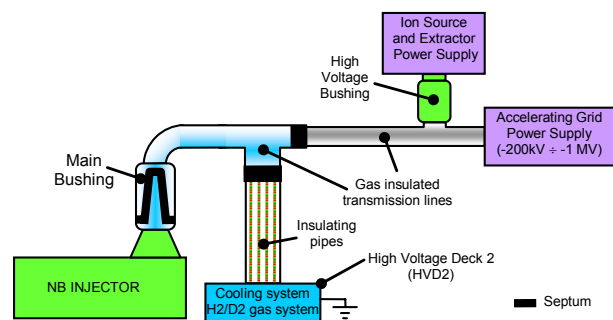 Ion Source
and Extractor
Power Supply
High
Voltage
Bushing
Accelerating Grid
Power Supply
(-200kV ÷ -1 MV)
Main
Bushing
Gas insulated
transmission lines
Insulating
pipes
High Voltage Deck 2
(HVD2)
NB INJECTOR
Cooling system
H2/D2 gas system
Septum